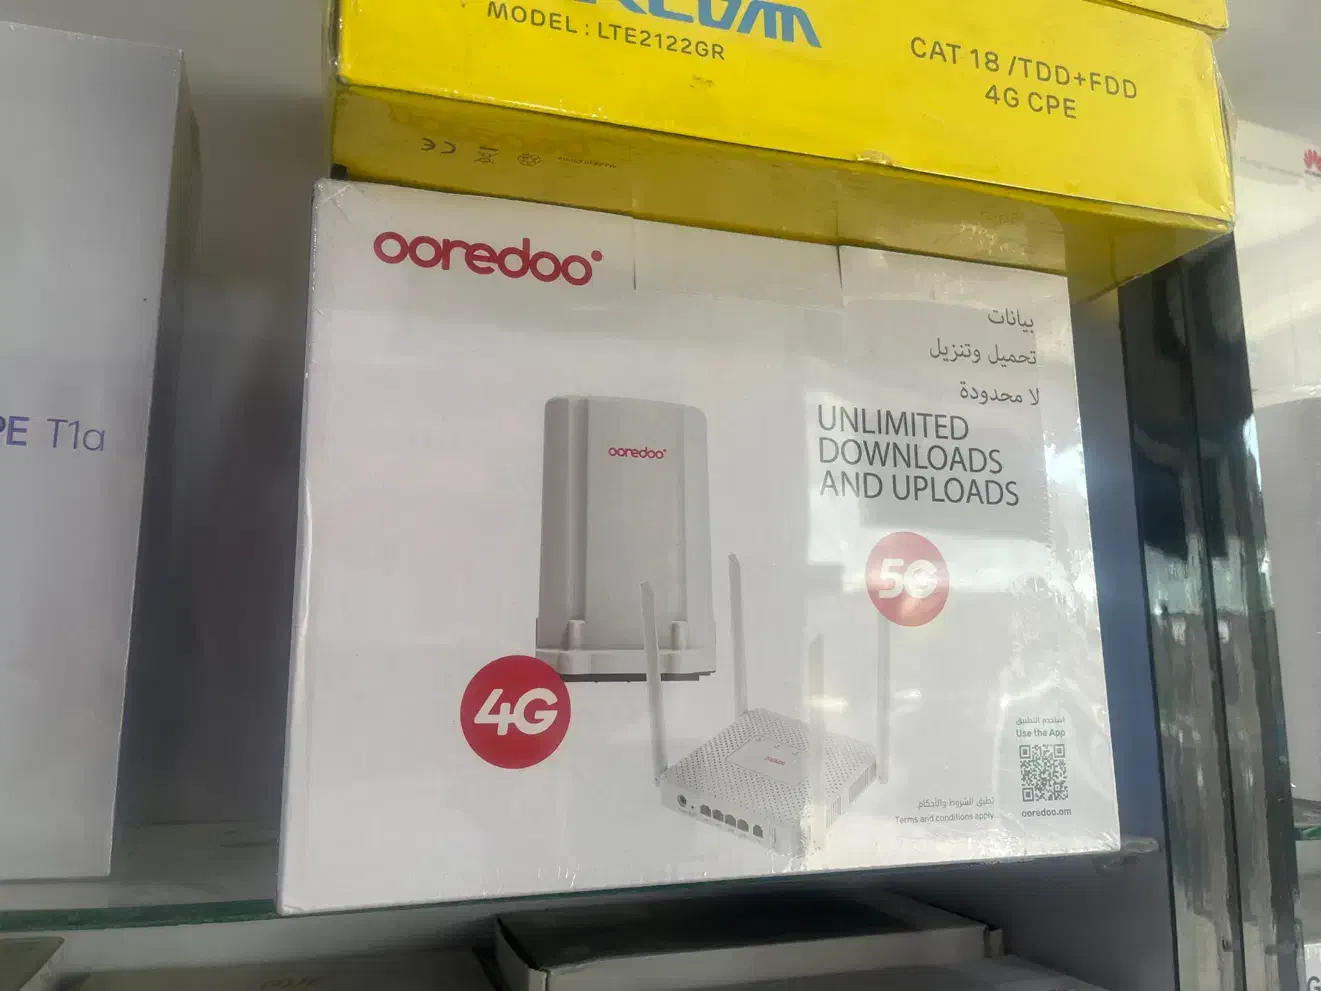 MODEL : LTE2122GR
CAT 18 /TDD+FDD
4G CPE
CE
PE T1a
ooredoo
بيانات
تحميل وتنزيل
لا محدودة
UNLIMITED
DOWNLOADS
AND UPLOADS
ooredoo
5G
4G
استخدم التطبيق
Use the App
ooredoo.om
تطبق الشروط والأحكام.
Terms and conditions apply.